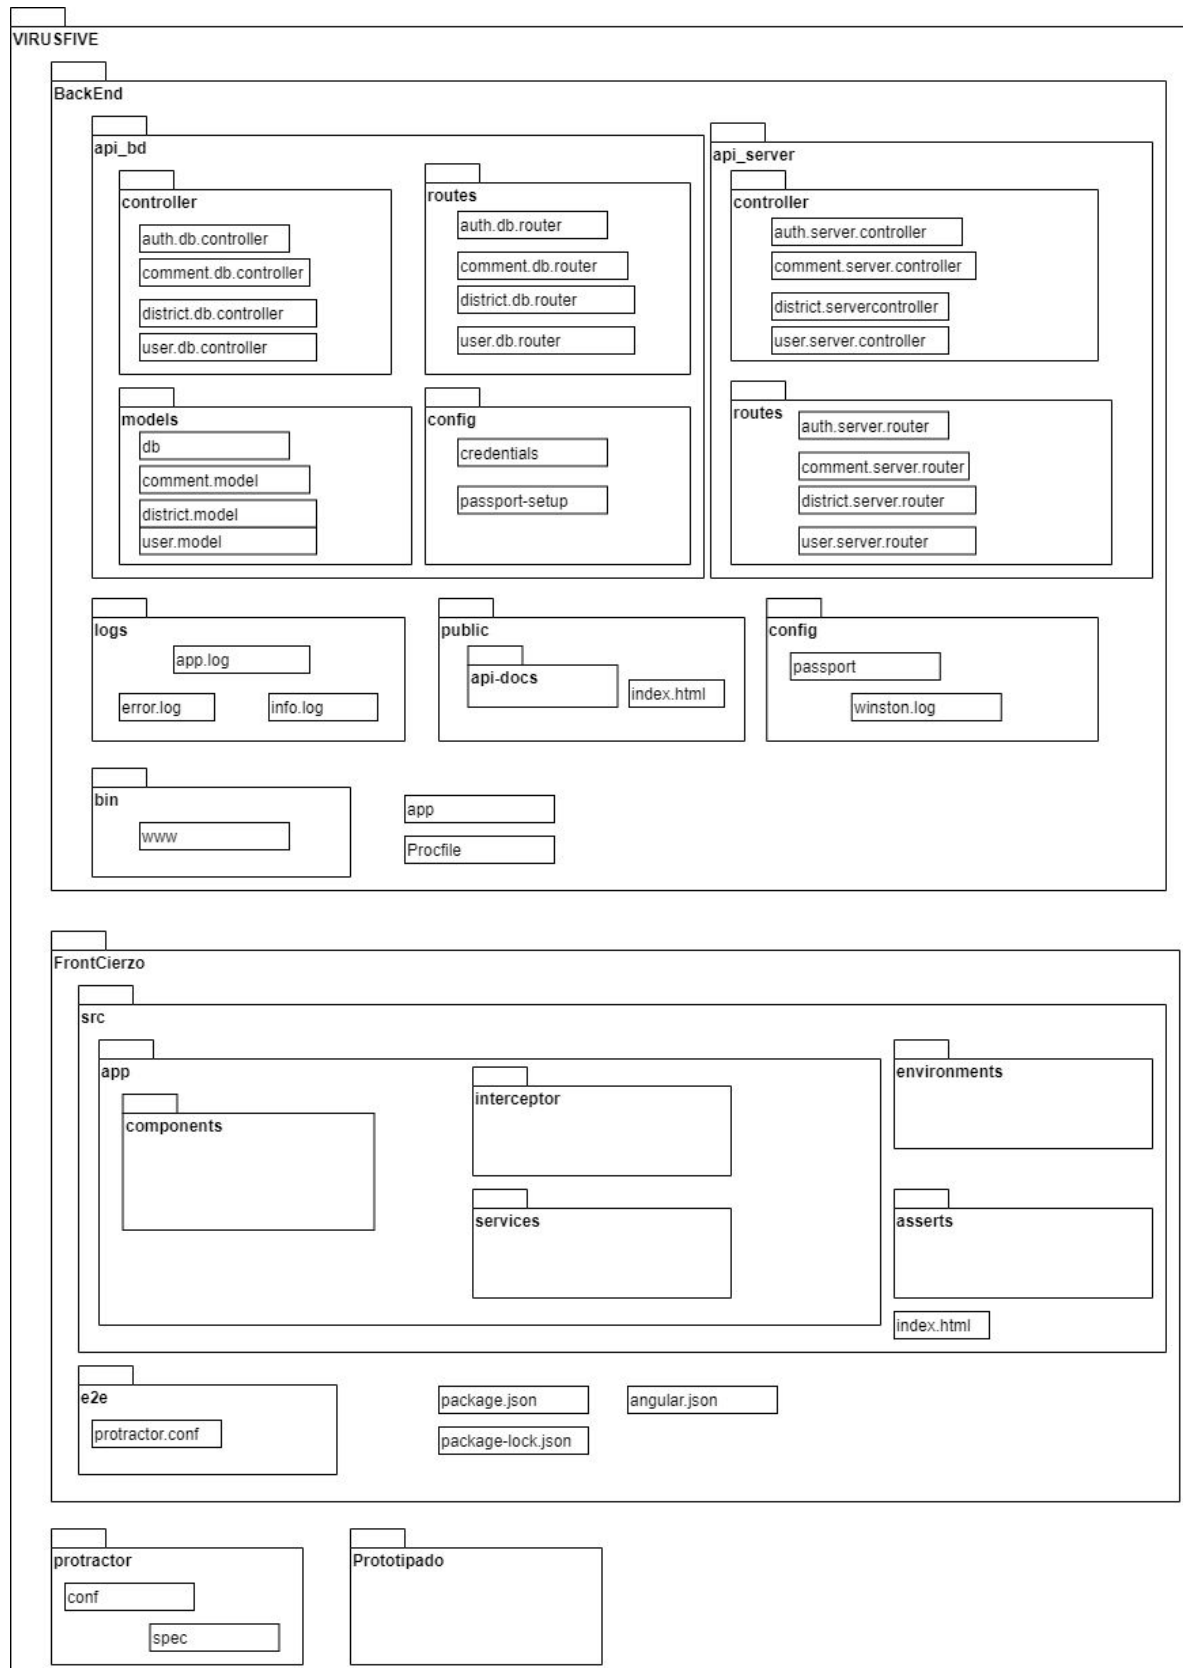 VIRUSFIVE
BackEnd
api_bd
controller
auth.db.controller
comment.db.controller
district.db.controller
user.db.controller
routes
auth.db.router
comment.db.router
district.db.router
user.db.router
models
db
comment.model
district.model
user.model
config
credentials
passport-setup
api_server
controller
auth.server.controller
comment.server.controller
district.servercontroller
user.server.controller
routes
auth.server.router
comment.server.router
district.server.router
user.server.router
logs
app.log
error.log
info.log
public
api-docs
index.html
config
passport
winston.log
bin
www
app
Procfile
FrontCierzo
src
app
components
interceptor
services
environments
asserts
index.html
e2e
protractor.conf
package.json
angular.json
package-lock.json
protractor
conf
spec
Prototipado